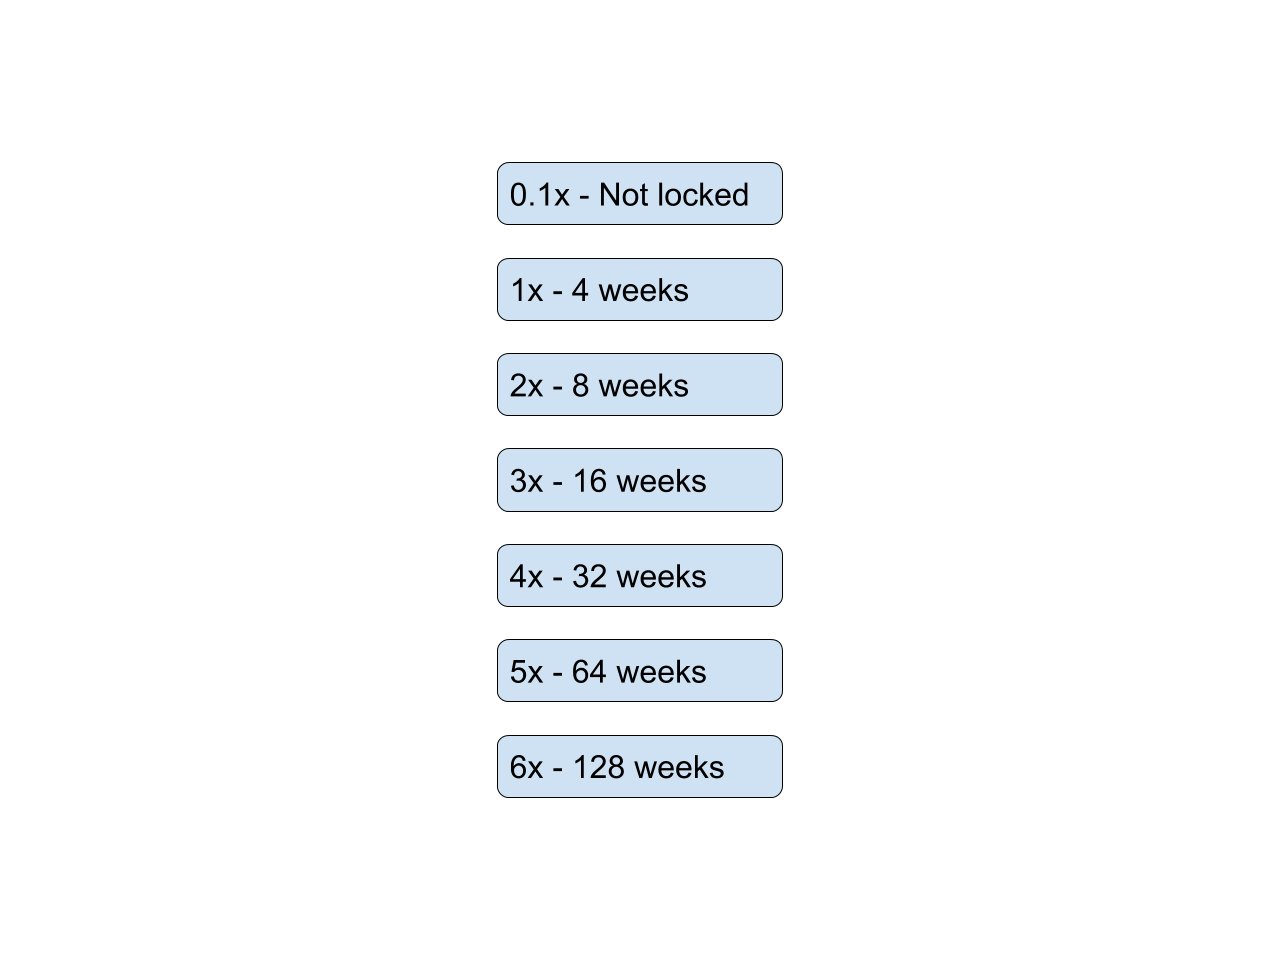 0.1x - Not locked
1x - 4 weeks
2x - 8 weeks
3x - 16 weeks
4x - 32 weeks
5x - 64 weeks
6x - 128 weeks